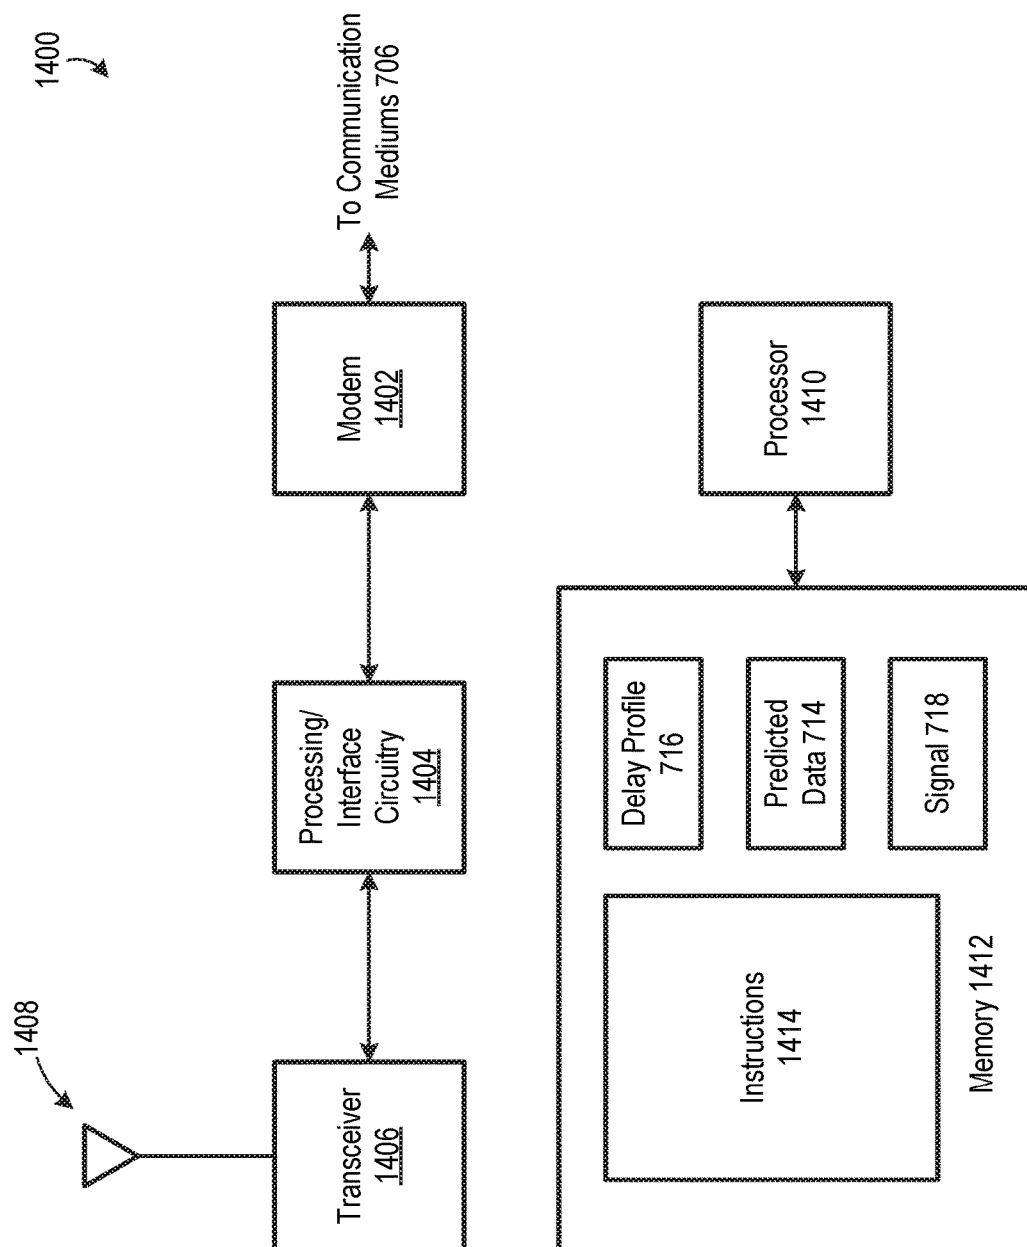 1400
1408
Transceiver
1406
Processing/
Interface
Circuitry
1404
Modem
1402
To Communication
Mediums 706
Instructions
1414
Delay Profile
716
Predicted
Data 714
Signal 718
Memory 1412
Processor
1410